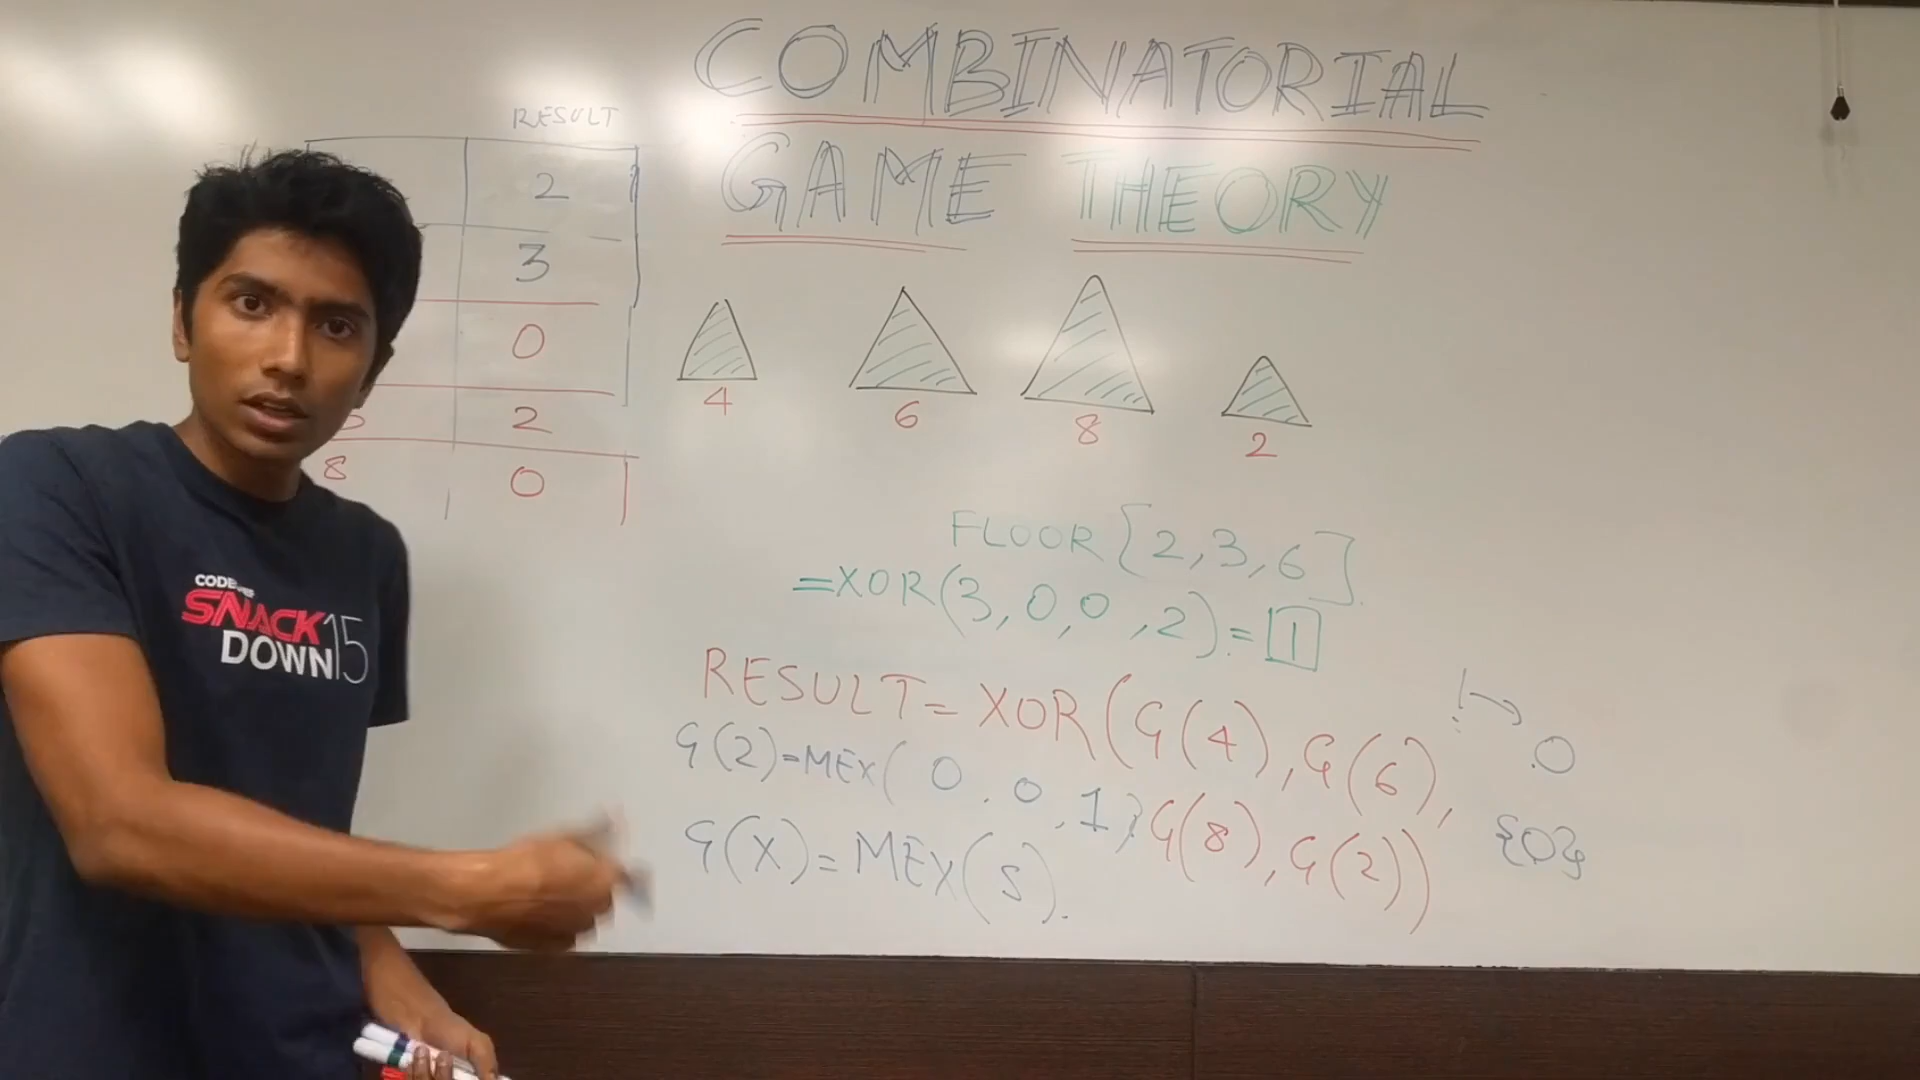 COMBINATORIAL
GAME THEORY
RESULT
2
3
0
2
8 0
4 6 8 2
FLOOR [2,3,6]
=XOR(3,0,0,2)=1
RESULT=XOR(G(4),G(6),
G(8),G(2))
G(2)=MEX(0,0,1}
G(X)=MEX(S).
0
{0}
SNACK
DOWN 15